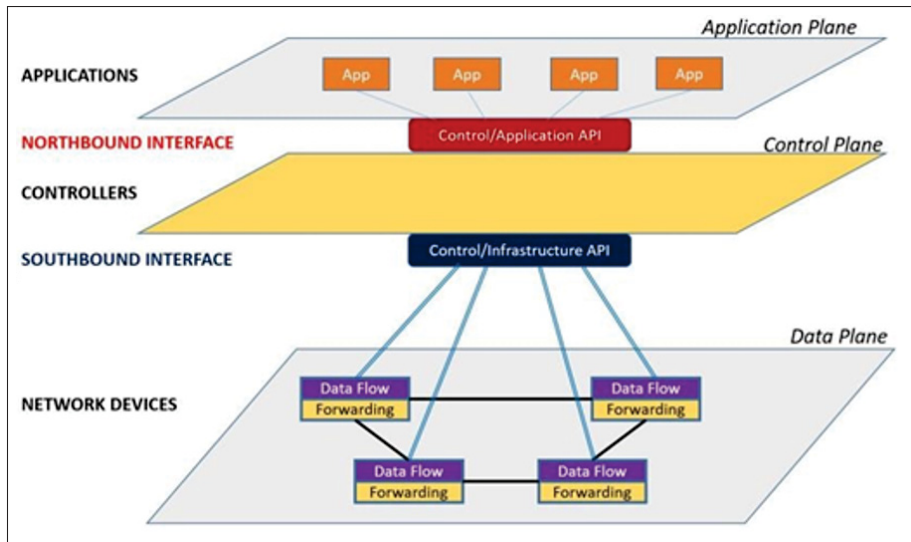 Application Plane
APPLICATIONS
App App App App
NORTHBOUND INTERFACE
Control/Application API
Control Plane
CONTROLLERS
SOUTHBOUND INTERFACE
Control/Infrastructure API
Data Plane
NETWORK DEVICES
Data Flow
Forwarding
Data Flow
Forwarding
Data Flow
Forwarding
Data Flow
Forwarding